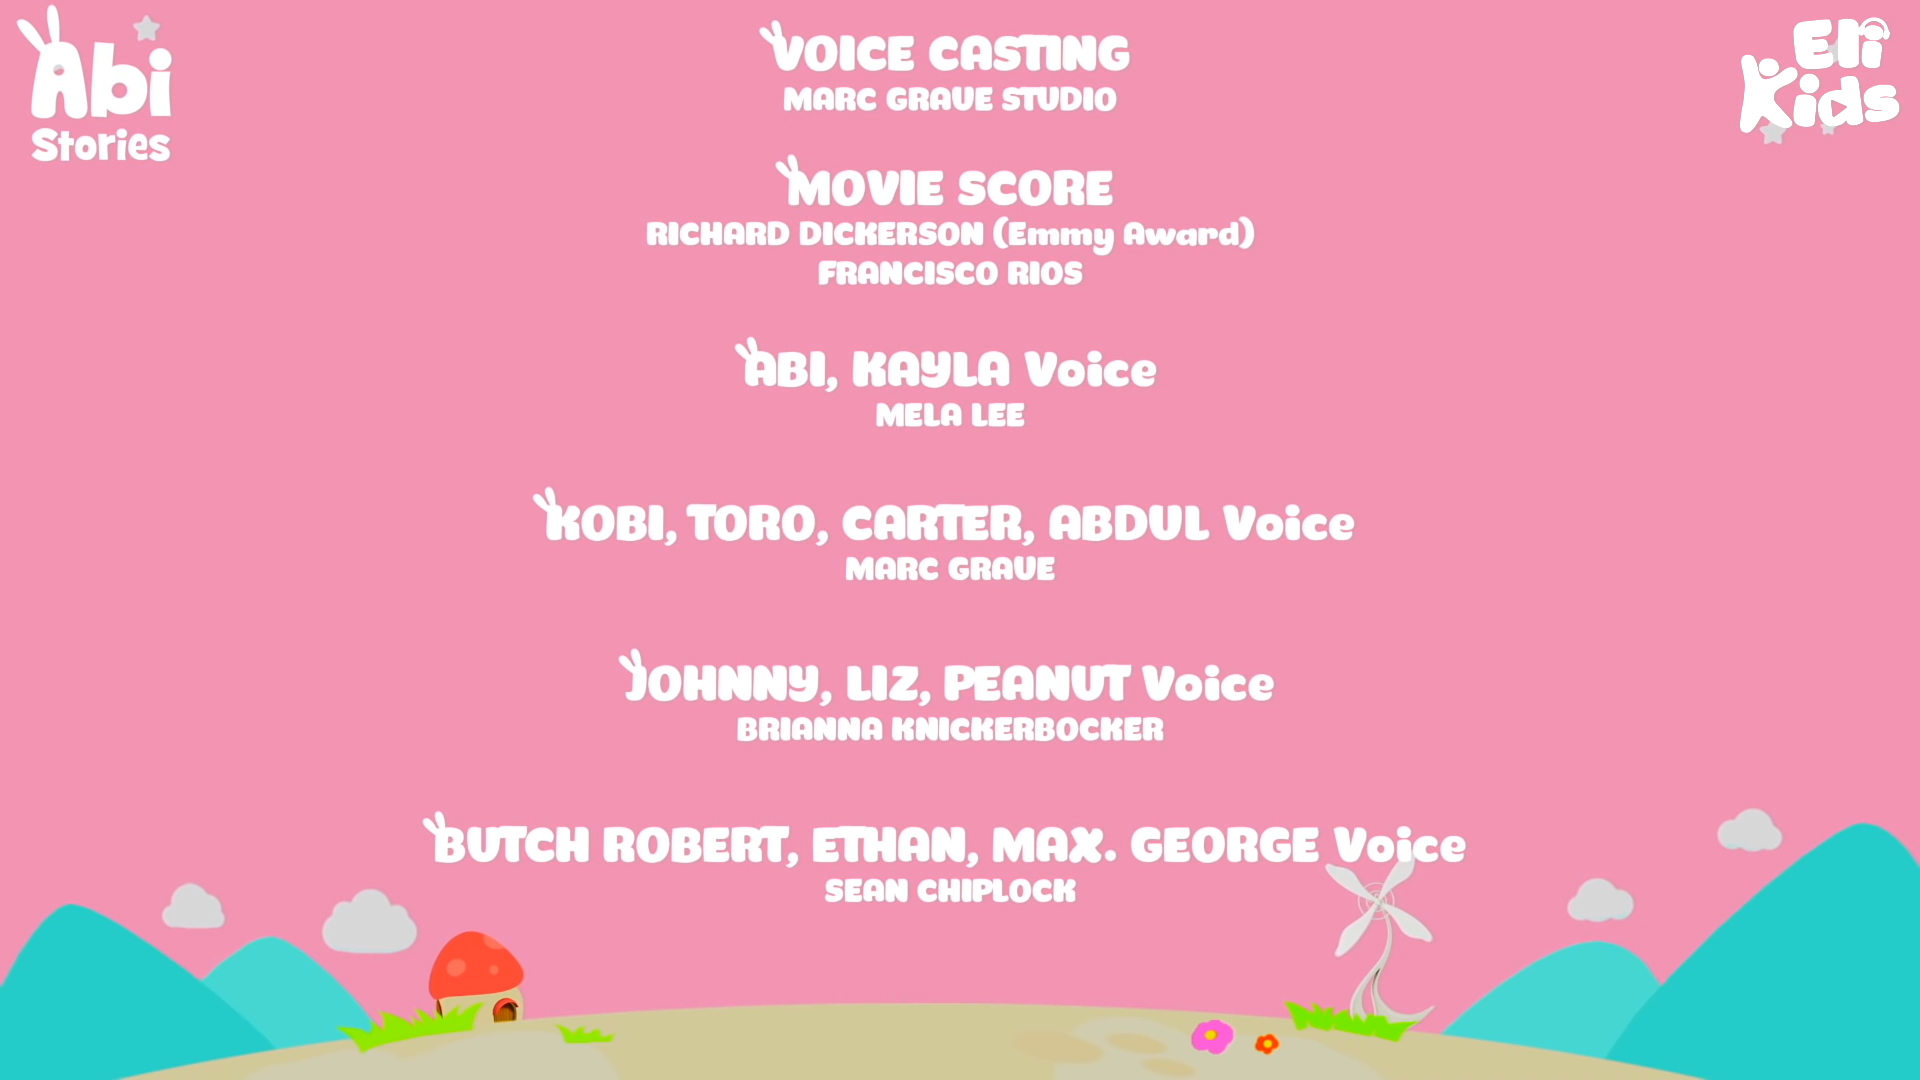 Abi
Stories
Eli
Kids
VOICE CASTING
MARC GRAUE STUDIO
MOVIE SCORE
RICHARD DICKERSON (Emmy Award)
FRANCISCO RIOS
ABI, KAYLA Voice
MELA LEE
KOBI, TORO, CARTER, ABDUL Voice
MARC GRAUE
JOHNNY, LIZ, PEANUT Voice
BRIANNA KNICKERBOCKER
BUTCH ROBERT, ETHAN, MAX. GEORGE Voice
SEAN CHIPLOCK